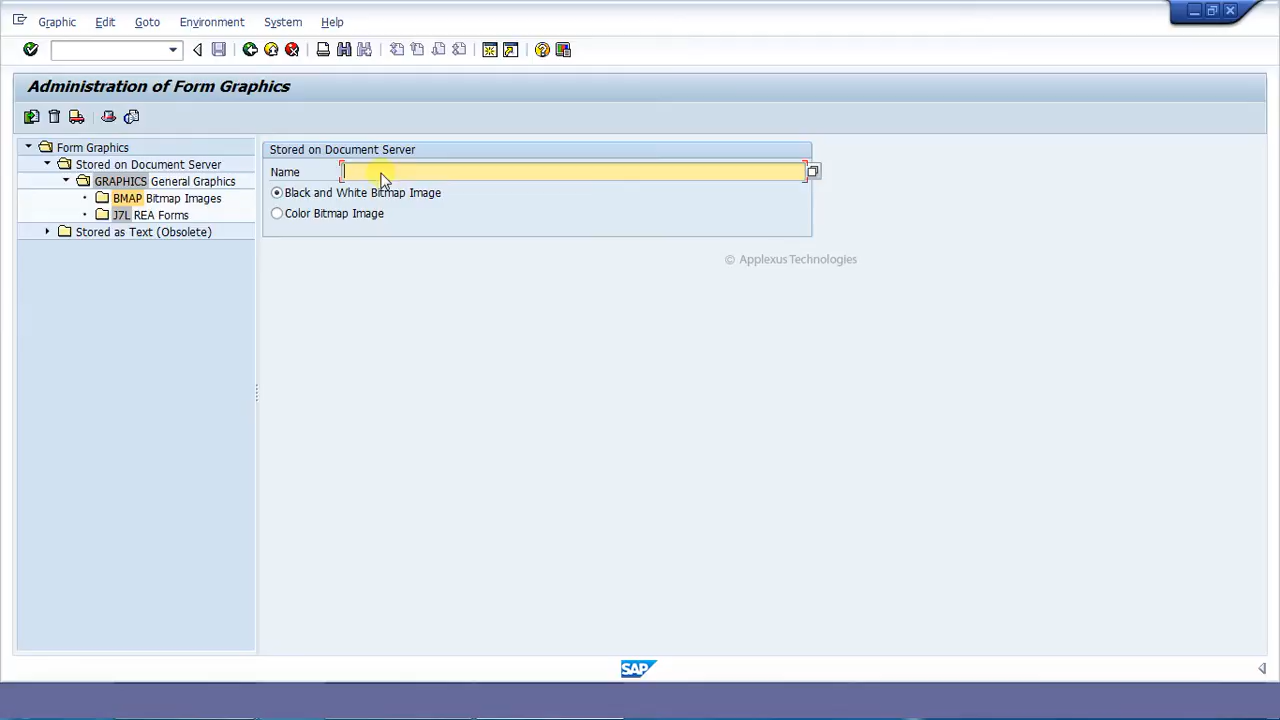 Graphic Edit Goto Environment System Help
Administration of Form Graphics
Form Graphics
Stored on Document Server
GRAPHICS General Graphics
BMAP Bitmap Images
J7L REA Forms
Stored as Text (Obsolete)
Stored on Document Server
Name
Black and White Bitmap Image
Color Bitmap Image
© Applexus Technologies
SAP